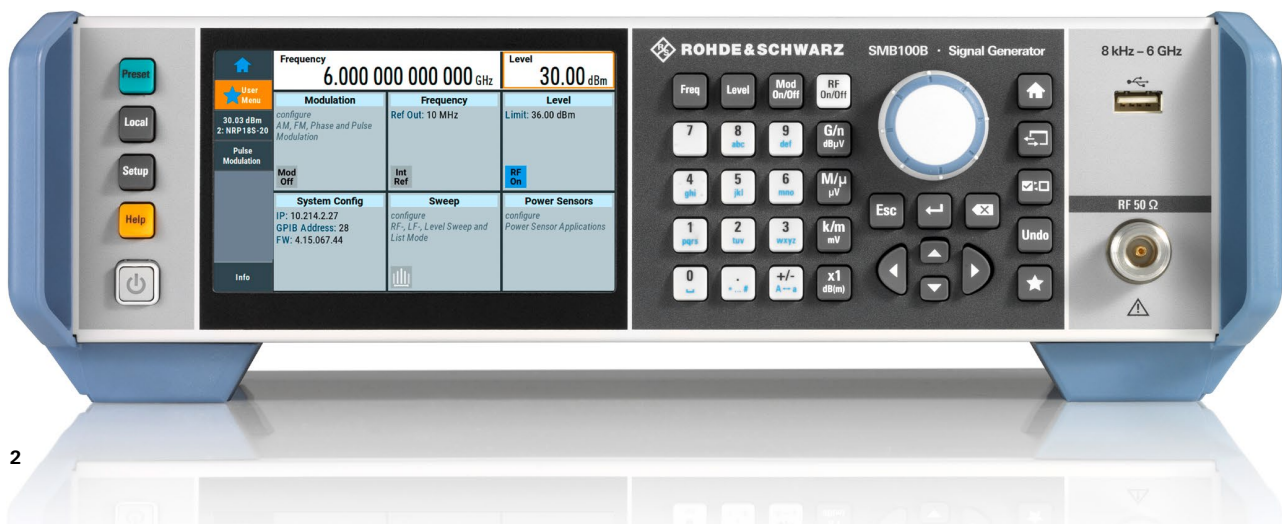 Preset
Local
Setup
Help
User
Menu
30.03 dBm
2: NRP18S-20
Pulse
Modulation
Info
Frequency
6.000 000 000 000 GHz
Level
30.00 dBm
Modulation
configure
AM, FM, Phase and Pulse
Modulation
Mod
Off
Frequency
Ref Out: 10 MHz
Int
Ref
Level
Limit: 36.00 dBm
RF
On
System Config
IP: 10.214.2.27
GPIB Address: 28
FW: 4.15.067.44
Sweep
configure
RF-, LF-, Level Sweep and
List Mode
Power Sensors
configure
Power Sensor Applications
R&S
ROHDE&SCHWARZ
SMB100B · Signal Generator
Freq
Level
Mod
On/Off
RF
On/Off
7
8
abc
9
def
G/n
dBµV
4
ghi
5
jkl
6
mno
M/µ
µV
1
pqrs
2
tuv
3
wxyz
k/m
mV
0
.
*...#
+/-
A↔a
x1
dB(m)
Esc
Undo
8 kHz – 6 GHz
RF 50 Ω
2